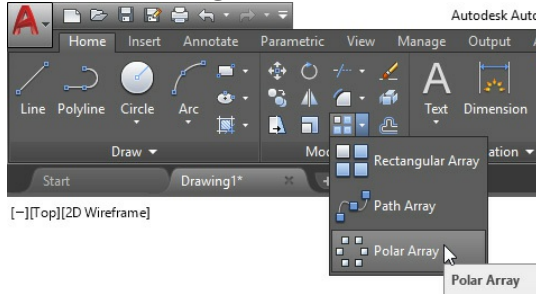 Autodesk Auto
Home Insert Annotate Parametric View Manage Output
Line Polyline Circle Arc Text Dimension
Draw Mo ation
Start Drawing1*
Rectangular Array
[−][Top][2D Wireframe]
Path Array
Polar Array
Polar Array